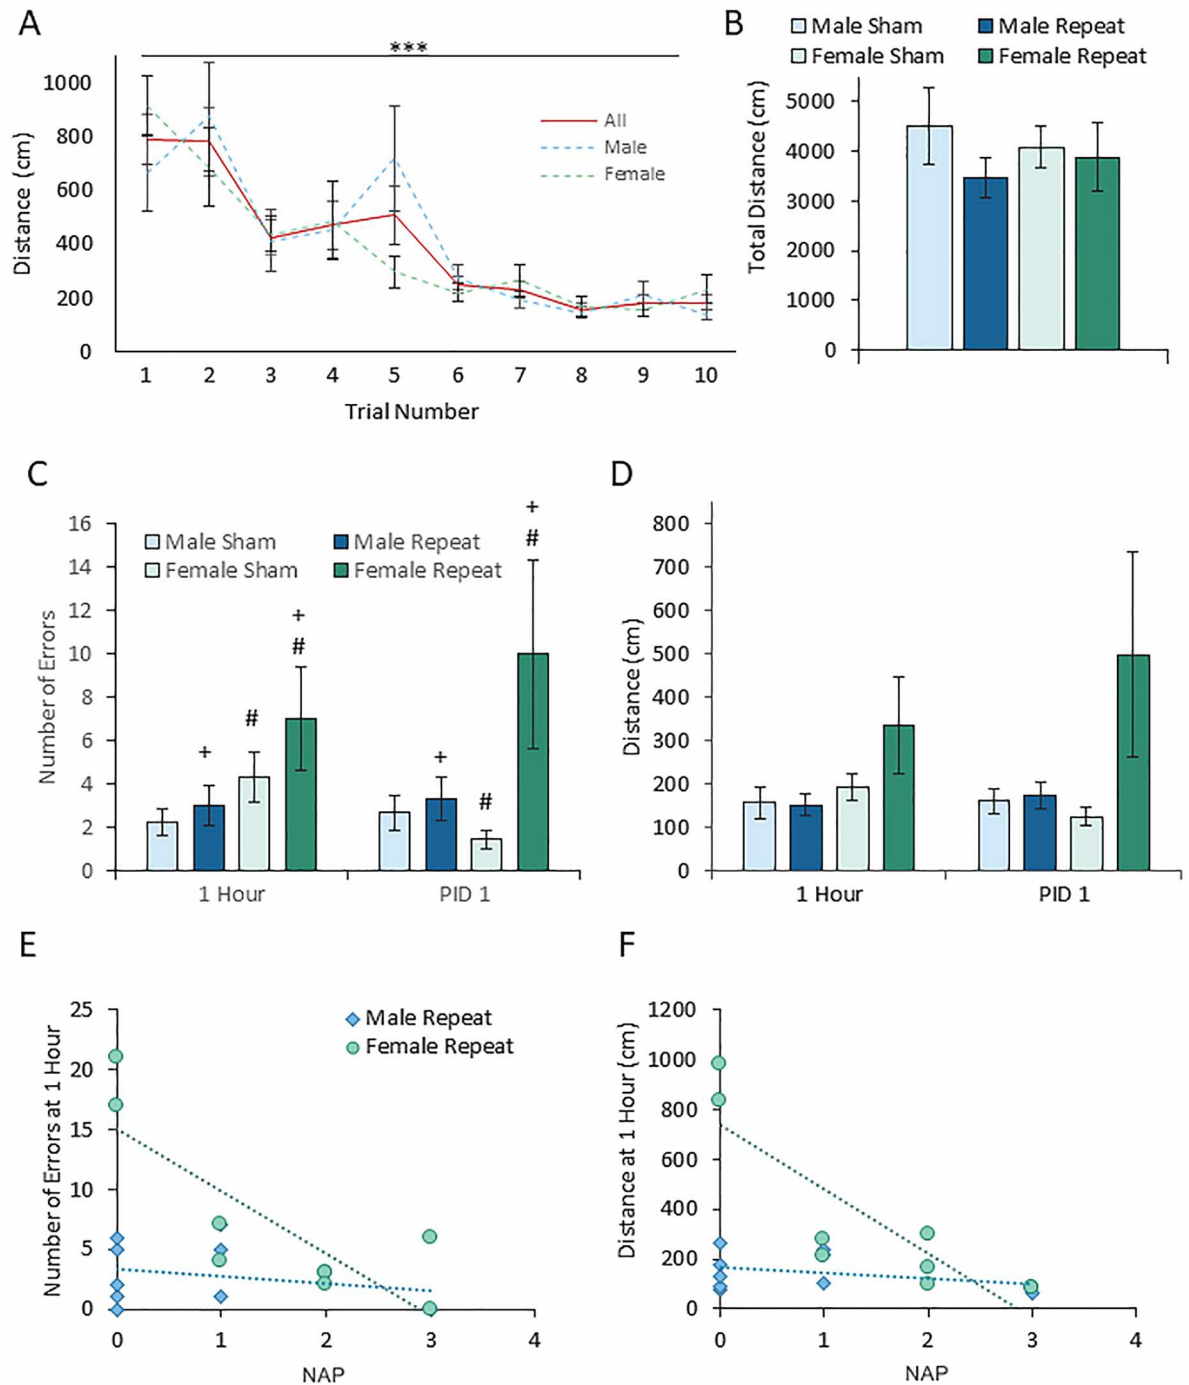 A
***
1000
800
600
400
200
0
Distance (cm)
All
Male
Female
1 2 3 4 5 6 7 8 9 10
Trial Number
B
Male Sham Male Repeat
Female Sham Female Repeat
5000
4000
3000
2000
1000
0
Total Distance (cm)
C
16
14
12
10
8
6
4
2
0
Number of Errors
Male Sham Male Repeat
Female Sham Female Repeat
+
#
+
#
+
#
+
#
1 Hour PID 1
D
800
700
600
500
400
300
200
100
0
Distance (cm)
1 Hour PID 1
E
25
20
15
10
5
0
Number of Errors at 1 Hour
Male Repeat
Female Repeat
0 1 2 3 4
NAP
F
1200
1000
800
600
400
200
0
Distance at 1 Hour (cm)
0 1 2 3 4
NAP